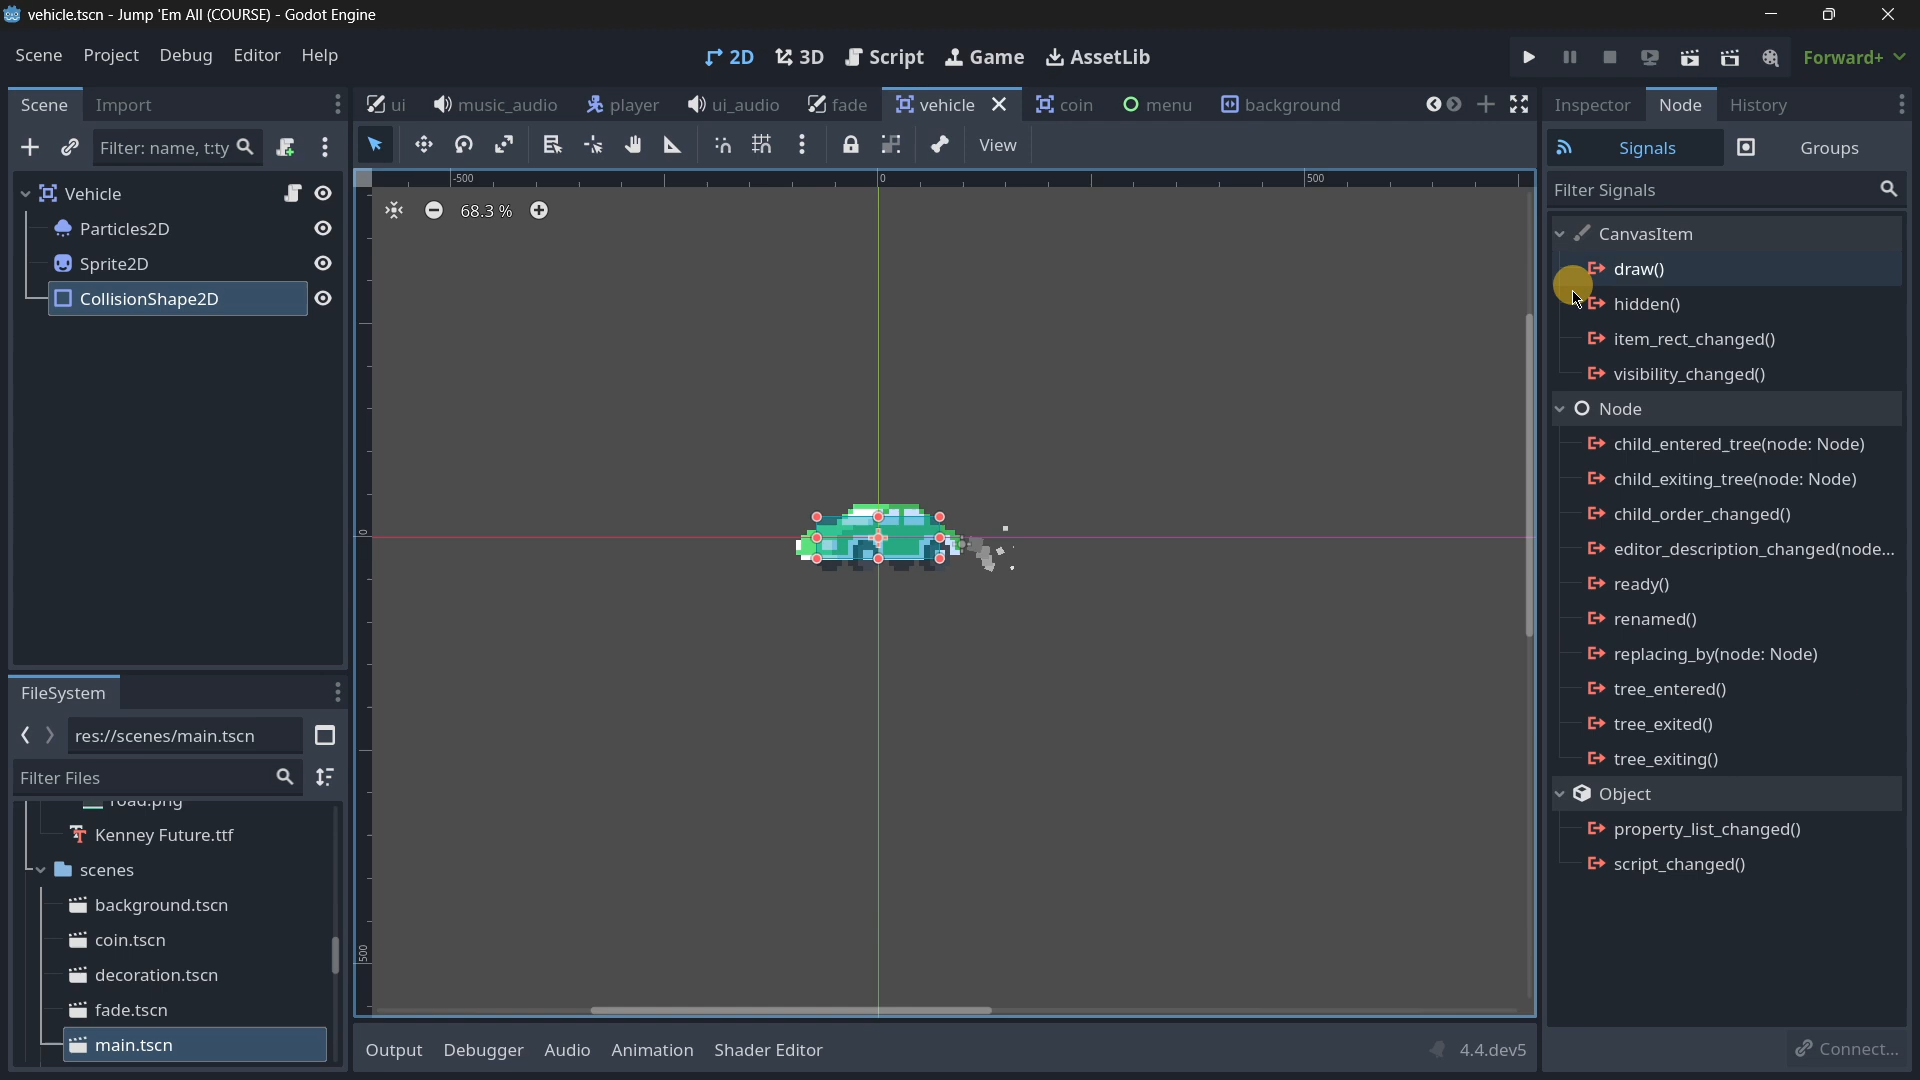 vehicle.tscn - Jump 'Em All (COURSE) - Godot Engine
Scene Project Debug Editor Help
2D 3D Script Game AssetLib
Forward+
Scene Import
ui music_audio player ui_audio fade vehicle coin menu background
Inspector Node History
Filter: name, t:ty
View
Signals Groups
Filter Signals
Vehicle
Particles2D
Sprite2D
CollisionShape2D
-500 0 500
68.3 %
0
500
CanvasItem
draw()
hidden()
item_rect_changed()
visibility_changed()
Node
child_entered_tree(node: Node)
child_exiting_tree(node: Node)
child_order_changed()
editor_description_changed(node...
ready()
renamed()
replacing_by(node: Node)
tree_entered()
tree_exited()
tree_exiting()
Object
property_list_changed()
script_changed()
FileSystem
res://scenes/main.tscn
Filter Files
road.png
Kenney Future.ttf
scenes
background.tscn
coin.tscn
decoration.tscn
fade.tscn
main.tscn
Output Debugger Audio Animation Shader Editor
4.4.dev5
Connect...